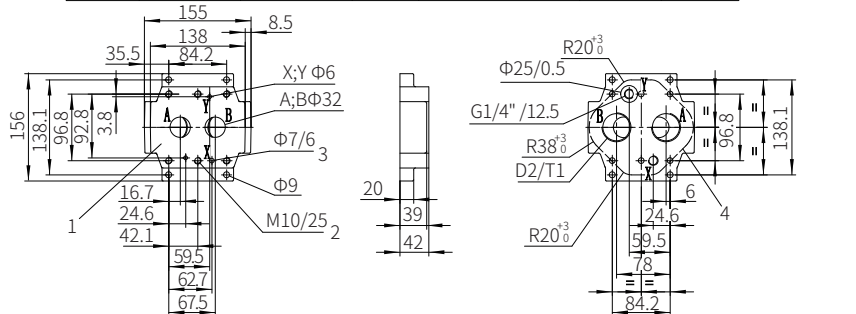 155
138
8.5
35.5
84.2
X;Y Φ6
A;BΦ32
156
138.1
96.8
92.8
3.8
A
Y
B
X
Φ7/6
3
Φ9
M10/25
2
1
16.7
24.6
42.1
59.5
62.7
67.5
20
39
42
R20+3 0
Φ25/0.5
G1/4" /12.5
R38+3 0
D2/T1
R20+3 0
Y
B
A
X
=
=
96.8
=
=
138.1
6
4
24.6
59.5
78
= =
84.2